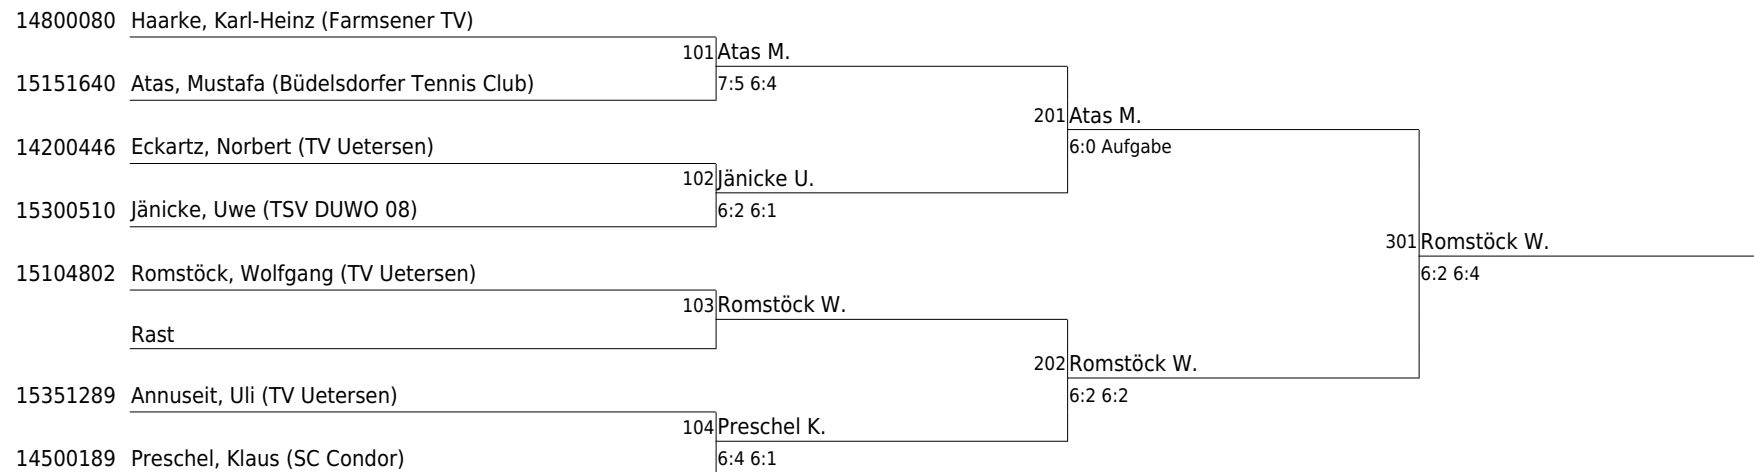 14800080 Haarke, Karl-Heinz (Farmsener TV)
101 Atas M.
15151640 Atas, Mustafa (Büdelsdorfer Tennis Club)
7:5 6:4
201 Atas M.
14200446 Eckartz, Norbert (TV Uetersen)
6:0 Aufgabe
102 Jänicke U.
15300510 Jänicke, Uwe (TSV DUWO 08)
6:2 6:1
301 Romstöck W.
15104802 Romstöck, Wolfgang (TV Uetersen)
6:2 6:4
103 Romstöck W.
Rast
202 Romstöck W.
15351289 Annuseit, Uli (TV Uetersen)
6:2 6:2
104 Preschel K.
14500189 Preschel, Klaus (SC Condor)
6:4 6:1